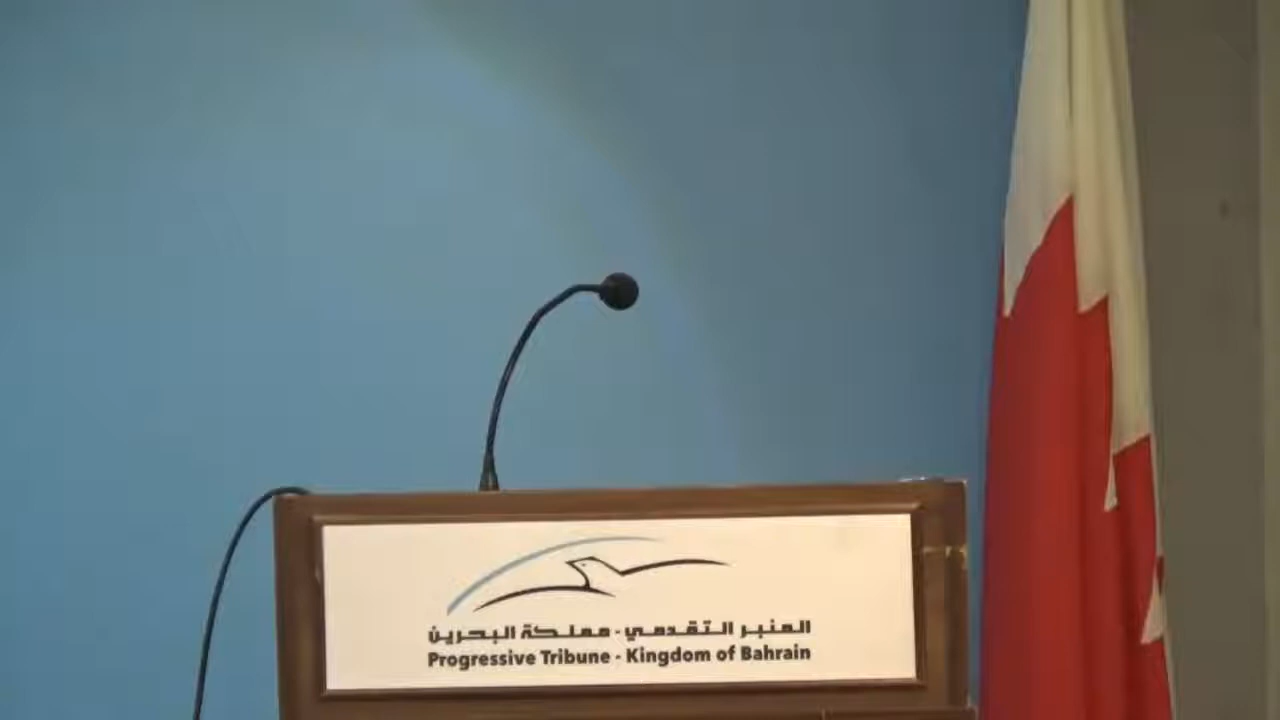 المنبر التقدمي - مملكة البحرين
Progressive Tribune - Kingdom of Bahrain